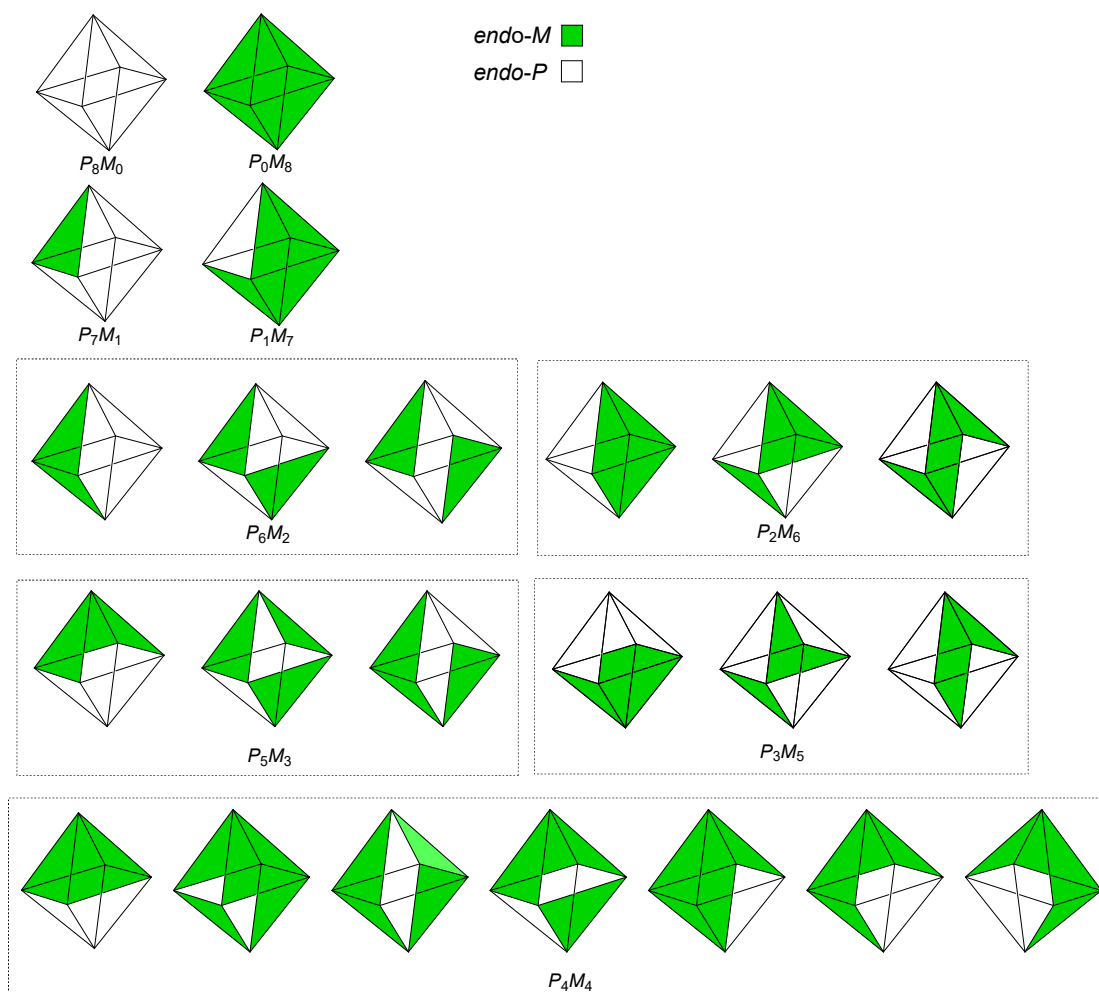 endo-M
endo-P
P₈M₀
P₀M₈
P₇M₁
P₁M₇
P₆M₂
P₂M₆
P₅M₃
P₃M₅
P₄M₄